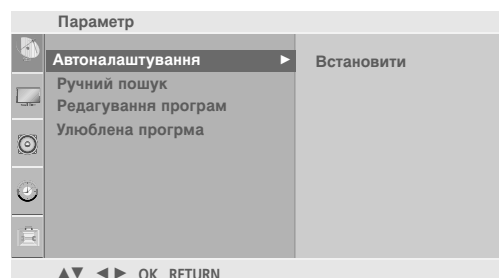 Параметр
Автоналаштування ► Встановити
Ручний пошук
Редагування програм
Улюблена прогрма
▲▼ ◄► OK RETURN